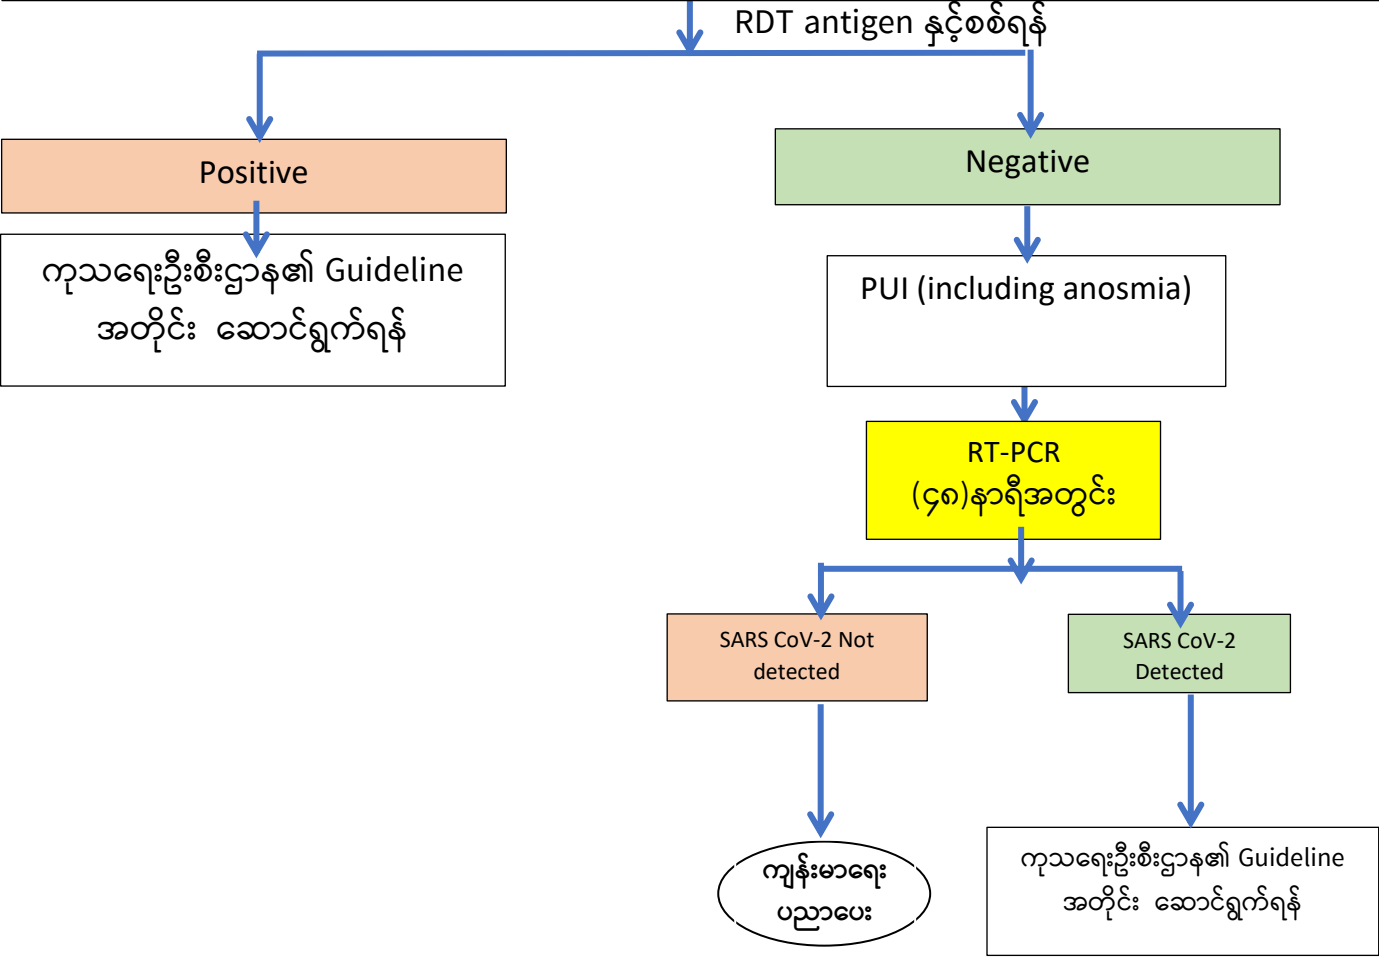 RDT antigen နှင့်စစ်ရန်
Positive
Negative
ကုသရေးဦးစီးဌာန၏ Guideline
အတိုင်း ဆောင်ရွက်ရန်
PUI (including anosmia)
RT-PCR
(၄၈)နာရီအတွင်း
SARS CoV-2 Not
detected
SARS CoV-2
Detected
ကျန်းမာရေး
ပညာပေး
ကုသရေးဦးစီးဌာန၏ Guideline
အတိုင်း ဆောင်ရွက်ရန်